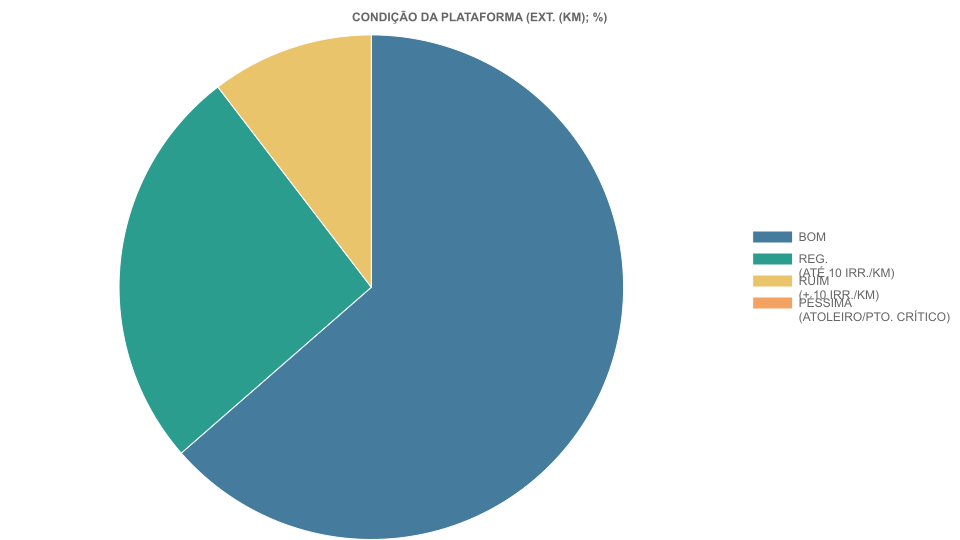 CONDIÇÃO DA PLATAFORMA (EXT. (KM); %)
BOM
REG.
(ATÉ 10 IRR./KM)
RUIM
(+ 10 IRR./KM)
PÉSSIMA
(ATOLEIRO/PTO. CRÍTICO)